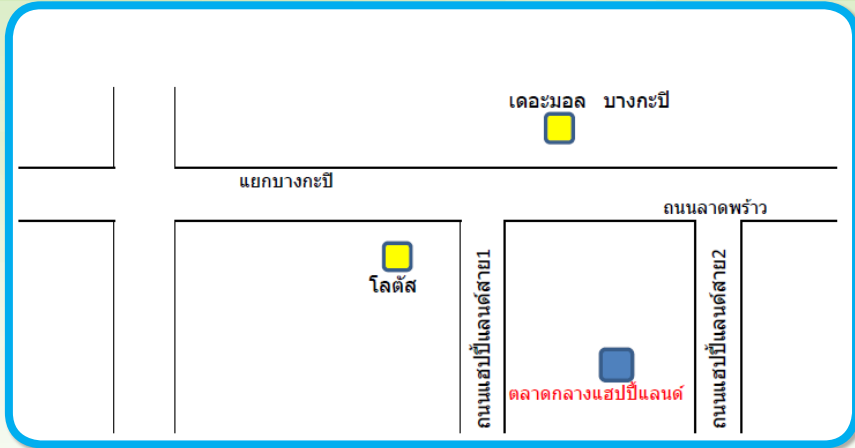 เดอะมอล บางกะปิ
แยกบางกะปิ
ถนนลาดพร้าว
โลตัส
ถนนแฮปปี้แลนด์สาย1
ถนนแฮปปี้แลนด์สาย2
ตลาดกลางแฮปปี้แลนด์